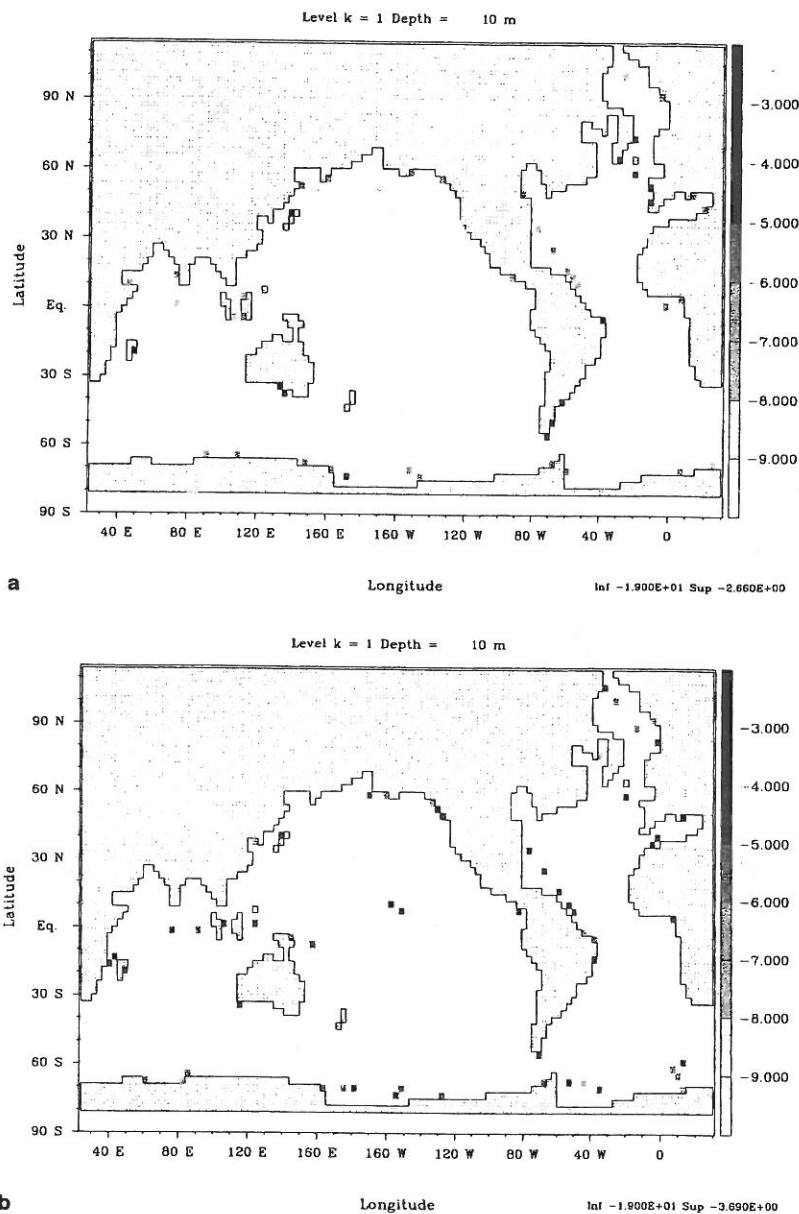 Level k = 1 Depth = 10 m
90 N
60 N
30 N
Eq.
30 S
60 S
90 S
Latitude
40 E
80 E
120 E
160 E
160 W
120 W
80 W
40 W
0
Longitude
-3.000
-4.000
-5.000
-6.000
-7.000
-8.000
-9.000
Inf -1.900E+01 Sup -2.660E+00
a
Level k = 1 Depth = 10 m
90 N
60 N
30 N
Eq.
30 S
60 S
90 S
Latitude
40 E
80 E
120 E
160 E
160 W
120 W
80 W
40 W
0
Longitude
-3.000
-4.000
-5.000
-6.000
-7.000
-8.000
-9.000
Inf -1.900E+01 Sup -3.690E+00
b